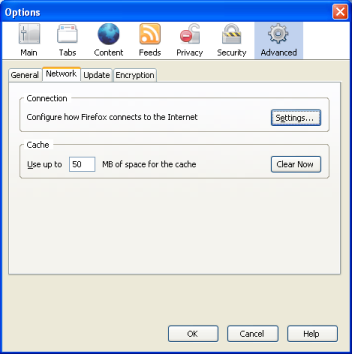 Options
Main Tabs Content Feeds Privacy Security Advanced
General Network Update Encryption
Connection
Configure how Firefox connects to the Internet Settings...
Cache
Use up to 50 MB of space for the cache Clear Now
OK Cancel Help